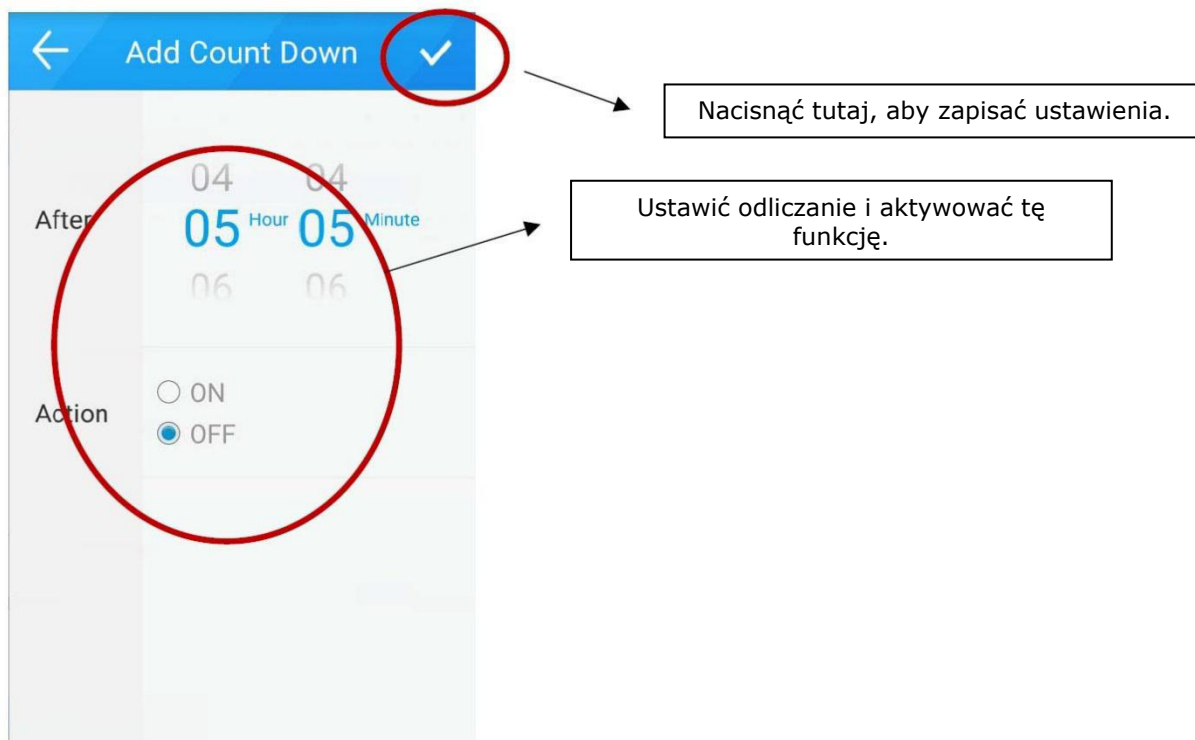 Add Count Down
Nacisnąć tutaj, aby zapisać ustawienia.
04 04
After 05 Hour 05 Minute
06 06
Ustawić odliczanie i aktywować tę
funkcję.
Action
ON
OFF